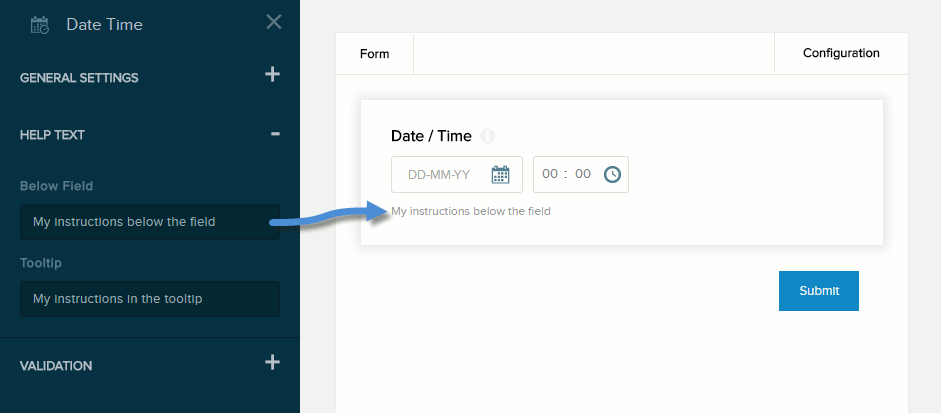 Date Time
GENERAL SETTINGS
HELP TEXT
Below Field
My instructions below the field
Tooltip
My instructions in the tooltip
VALIDATION
Form
Configuration
Date / Time
DD-MM-YY
00 : 00
My instructions below the field
Submit